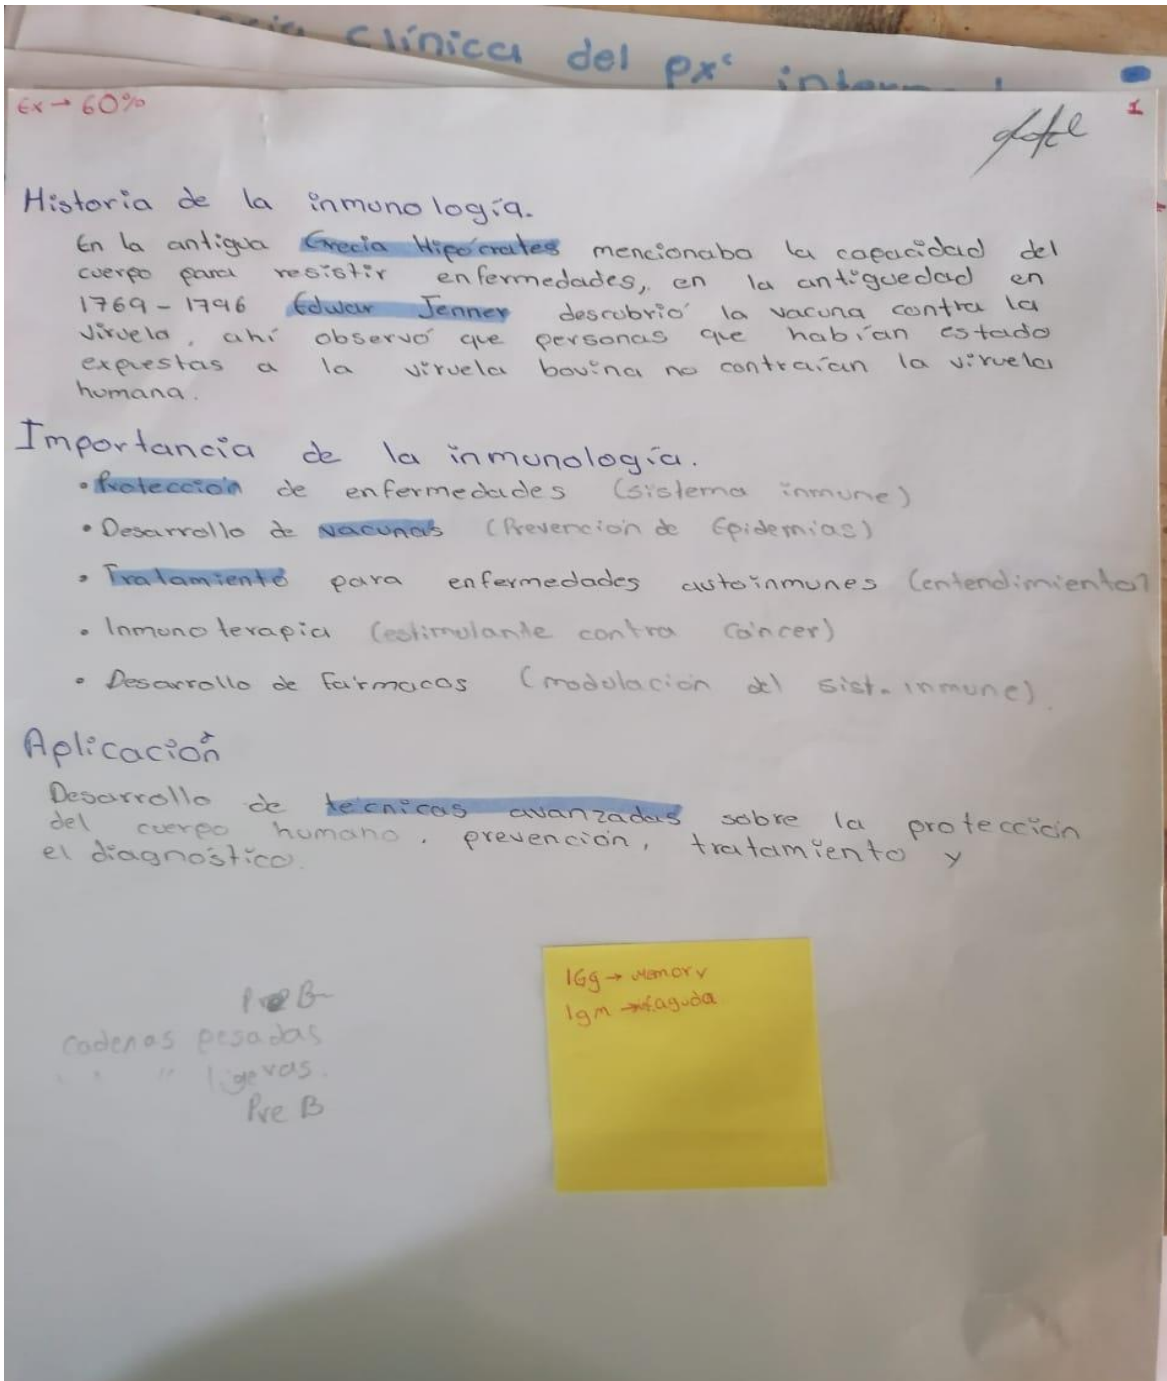 clínica del px
Ex → 60%
1
Historia de la inmunología.
En la antigua Grecia Hipócrates mencionaba la capacidad del
cuerpo para resistir enfermedades, en la antiguedad en
1769-1796 Edwar Jenner descubrió la vacuna contra la
viruela, ahí observó que personas que habían estado
expuestas a la viruela bovina no contraían la viruela
humana.
Importancia de la inmunología.
• Protección de enfermedades (sistema inmune)
• Desarrollo de vacunas (Prevención de Epidemias)
• Tratamiento para enfermedades autoinmunes (entendimiento)
• Inmunoterapia (estimulante contra cáncer)
• Desarrollo de fármacos (modulación del sist. inmune)
Aplicación
Desarrollo de técnicas avanzadas sobre la protección
del cuerpo humano, prevención, tratamiento y
el diagnóstico.
B
cadenas pesadas
" " ligeras.
Pre B
IGg → Memory
Igm → aguda